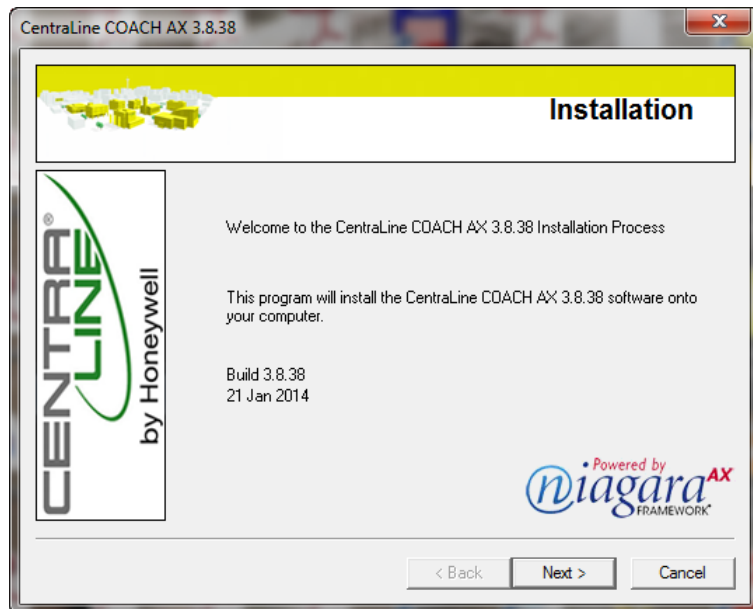 CentraLine COACH AX 3.8.38
Installation
CENTRA
LINE
by Honeywell
®
Welcome to the CentraLine COACH AX 3.8.38 Installation Process
This program will install the CentraLine COACH AX 3.8.38 software onto
your computer.
Build 3.8.38
21 Jan 2014
Powered by
niagara AX
FRAMEWORK®
< Back
Next >
Cancel